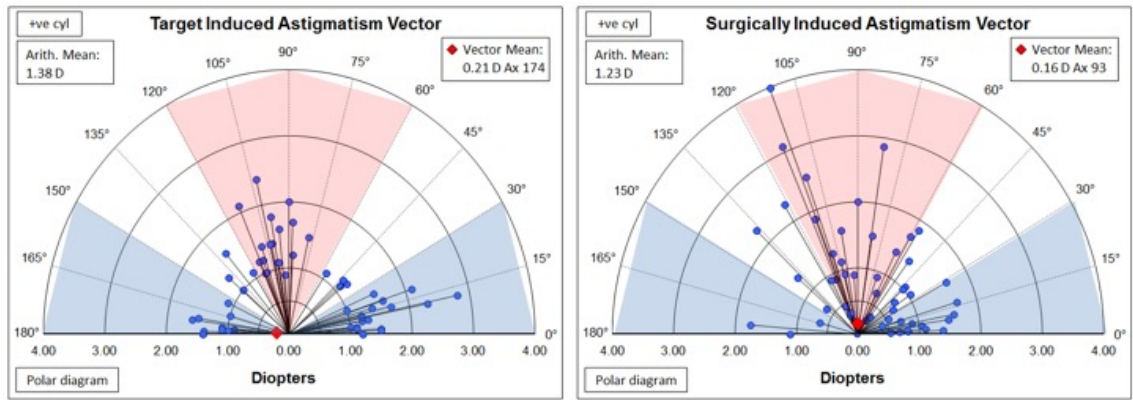 +ve cyl
Target Induced Astigmatism Vector
Arith. Mean:
1.38 D
Vector Mean:
0.21 D Ax 174
90°
105°
75°
120°
60°
135°
45°
150°
30°
165°
15°
180°
0°
4.00 3.00 2.00 1.00 0.00 1.00 2.00 3.00 4.00
Polar diagram
Diopters
+ve cyl
Surgically Induced Astigmatism Vector
Arith. Mean:
1.23 D
Vector Mean:
0.16 D Ax 93
90°
105°
75°
120°
60°
135°
45°
150°
30°
165°
15°
180°
0°
4.00 3.00 2.00 1.00 0.00 1.00 2.00 3.00 4.00
Polar diagram
Diopters